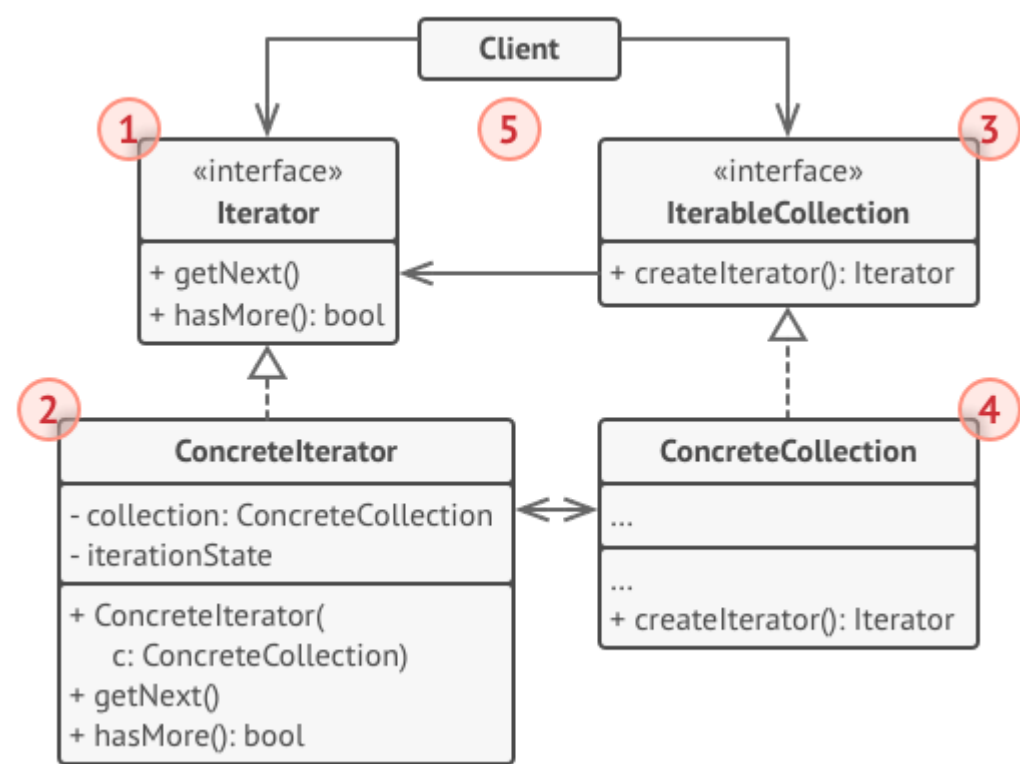 Client
1
5
3
«interface»
Iterator
+ getNext()
+ hasMore(): bool
«interface»
IterableCollection
+ createIterator(): Iterator
2
ConcreteIterator
- collection: ConcreteCollection
- iterationState
+ ConcreteIterator(
c: ConcreteCollection)
+ getNext()
+ hasMore(): bool
4
ConcreteCollection
...
...
+ createIterator(): Iterator